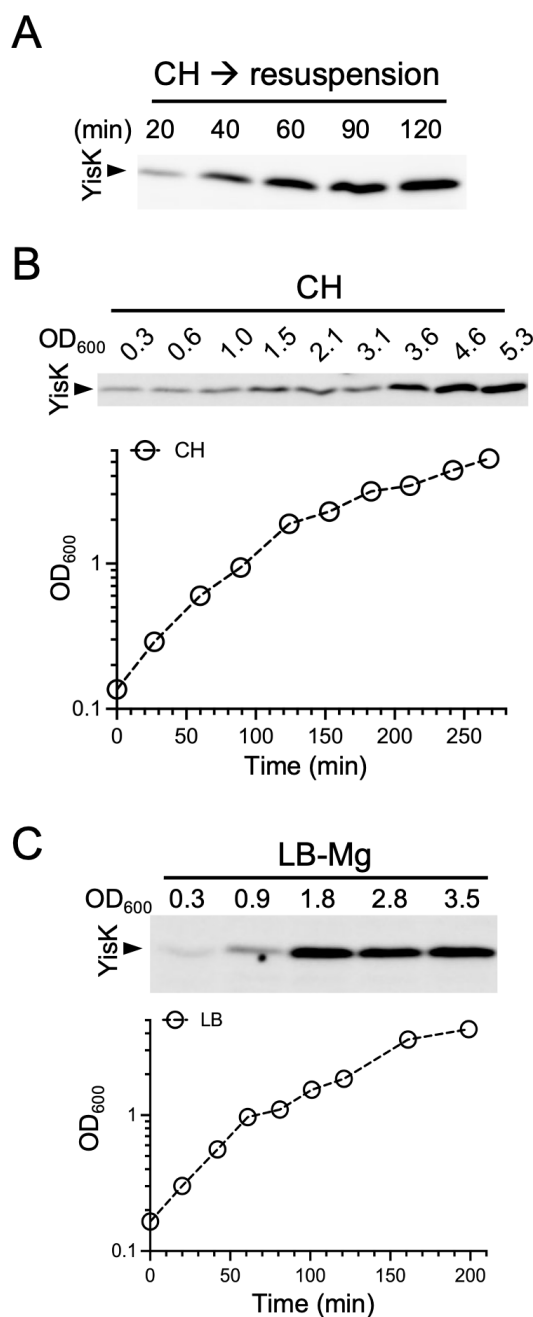 A
CH → resuspension
(min) 20 40 60 90 120
YisK
B
CH
OD600 0.3 0.6 1.0 1.5 2.1 3.1 3.6 4.6 5.3
YisK
CH
OD600
1
0.1
0 50 100 150 200 250
Time (min)
C
LB-Mg
OD600 0.3 0.9 1.8 2.8 3.5
YisK
LB
OD600
1
0.1
0 50 100 150 200
Time (min)